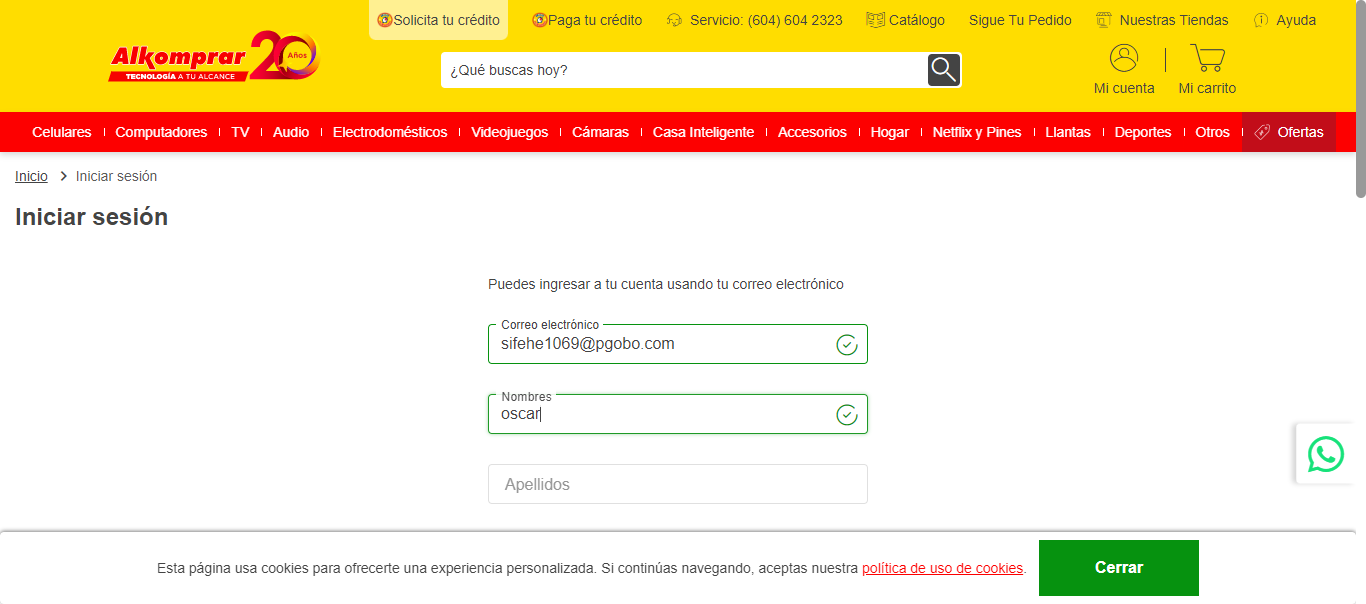 Solicita tu crédito
Paga tu crédito
Servicio: (604) 604 2323
Catálogo
Sigue Tu Pedido
Nuestras Tiendas
Ayuda
Alkomprar 20 Años
TECNOLOGÍA A TU ALCANCE
¿Qué buscas hoy?
Mi cuenta
Mi carrito
Celulares
Computadores
TV
Audio
Electrodomésticos
Videojuegos
Cámaras
Casa Inteligente
Accesorios
Hogar
Netflix y Pines
Llantas
Deportes
Otros
Ofertas
Inicio > Iniciar sesión
Iniciar sesión
Puedes ingresar a tu cuenta usando tu correo electrónico
Correo electrónico
sifehe1069@pgobo.com
Nombres
oscar
Apellidos
Esta página usa cookies para ofrecerte una experiencia personalizada. Si continúas navegando, aceptas nuestra política de uso de cookies.
Cerrar